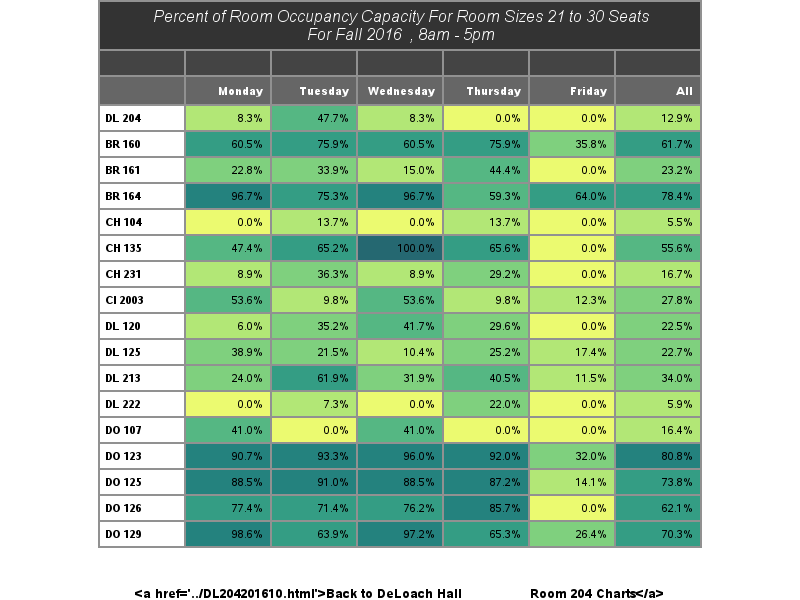 Percent of Room Occupancy Capacity For Room Sizes 21 to 30 Seats
For Fall 2016 , 8am - 5pm
Monday Tuesday Wednesday Thursday Friday All
DL 204 8.3% 47.7% 8.3% 0.0% 0.0% 12.9%
BR 160 60.5% 75.9% 60.5% 75.9% 35.8% 61.7%
BR 161 22.8% 33.9% 15.0% 44.4% 0.0% 23.2%
BR 164 96.7% 75.3% 96.7% 59.3% 64.0% 78.4%
CH 104 0.0% 13.7% 0.0% 13.7% 0.0% 5.5%
CH 135 47.4% 65.2% 100.0% 65.6% 0.0% 55.6%
CH 231 8.9% 36.3% 8.9% 29.2% 0.0% 16.7%
CI 2003 53.6% 9.8% 53.6% 9.8% 12.3% 27.8%
DL 120 6.0% 35.2% 41.7% 29.6% 0.0% 22.5%
DL 125 38.9% 21.5% 10.4% 25.2% 17.4% 22.7%
DL 213 24.0% 61.9% 31.9% 40.5% 11.5% 34.0%
DL 222 0.0% 7.3% 0.0% 22.0% 0.0% 5.9%
DO 107 41.0% 0.0% 41.0% 0.0% 0.0% 16.4%
DO 123 90.7% 93.3% 96.0% 92.0% 32.0% 80.8%
DO 125 88.5% 91.0% 88.5% 87.2% 14.1% 73.8%
DO 126 77.4% 71.4% 76.2% 85.7% 0.0% 62.1%
DO 129 98.6% 63.9% 97.2% 65.3% 26.4% 70.3%
<a href='../DL204201610.html'>Back to DeLoach Hall Room 204 Charts</a>